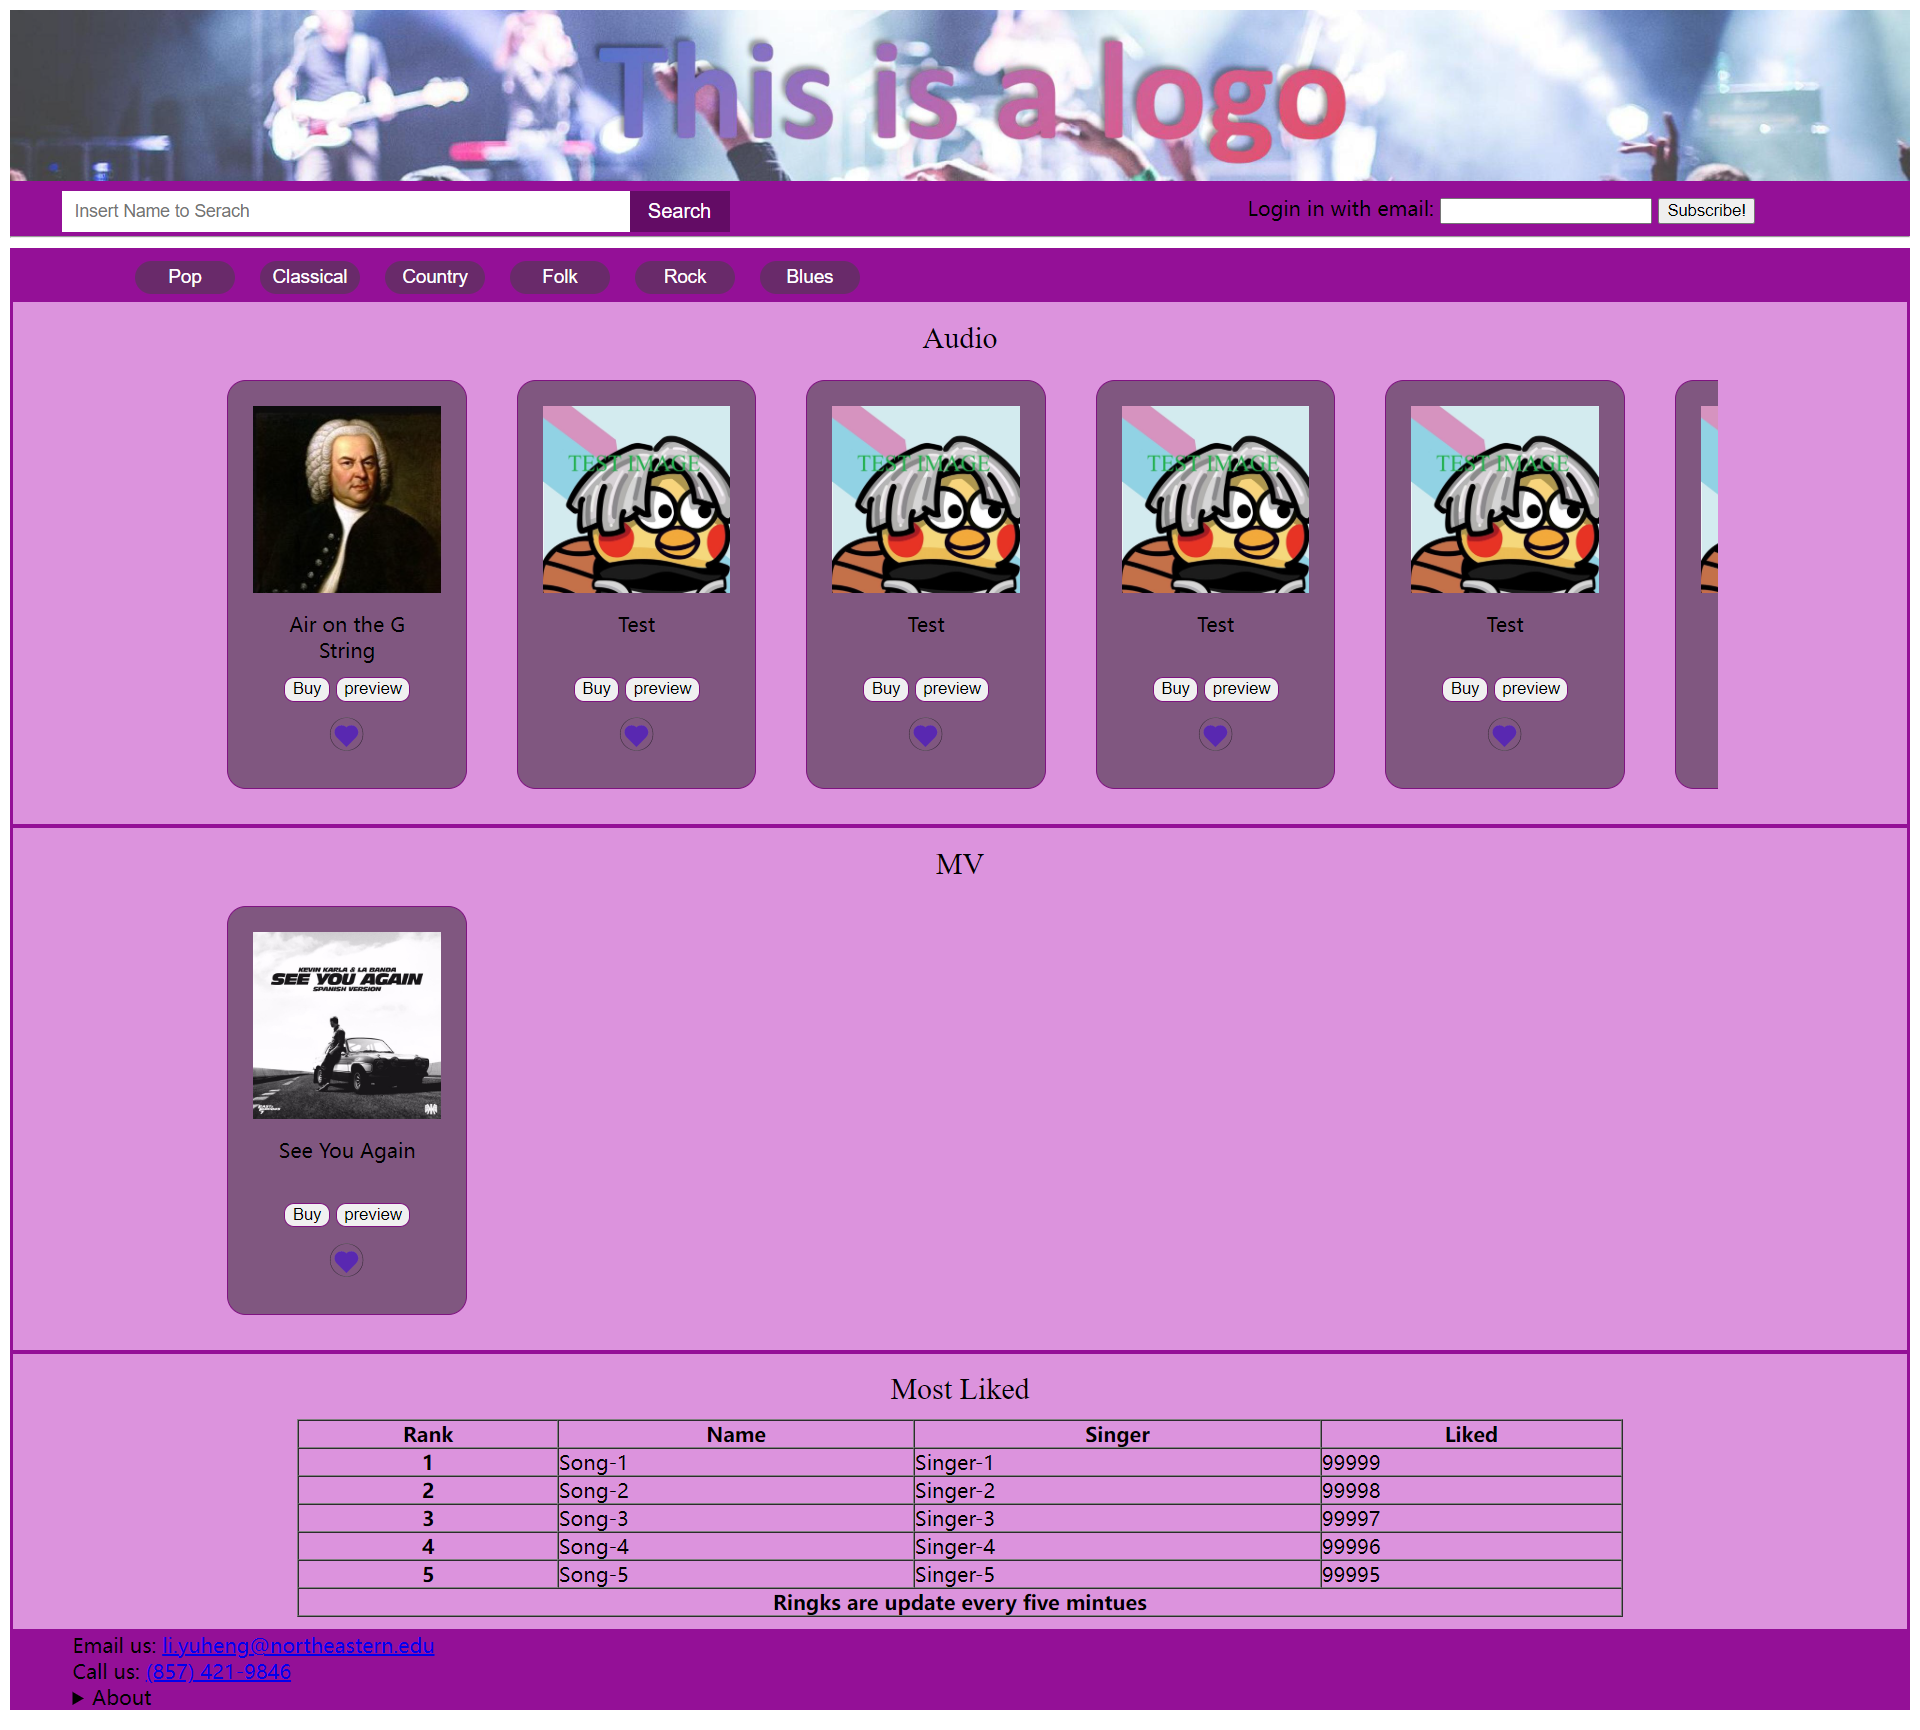 This is a logo
Insert Name to Serach
Search
Login in with email:
Subscribe!
Pop
Classical
Country
Folk
Rock
Blues
Audio
TEST IMAGE
TEST IMAGE
TEST IMAGE
TEST IMAGE
Air on the G
String
Test
Test
Test
Test
Buy
preview
Buy
preview
Buy
preview
Buy
preview
Buy
preview
MV
KEVIN KARLA & LA BANDA
SEE YOU AGAIN
SPANISH VERSION
See You Again
Buy
preview
Most Liked
Rank Name Singer Liked
1 Song-1 Singer-1 99999
2 Song-2 Singer-2 99998
3 Song-3 Singer-3 99997
4 Song-4 Singer-4 99996
5 Song-5 Singer-5 99995
Ringks are update every five mintues
Email us: li.yuheng@northeastern.edu
Call us: (857) 421-9846
About